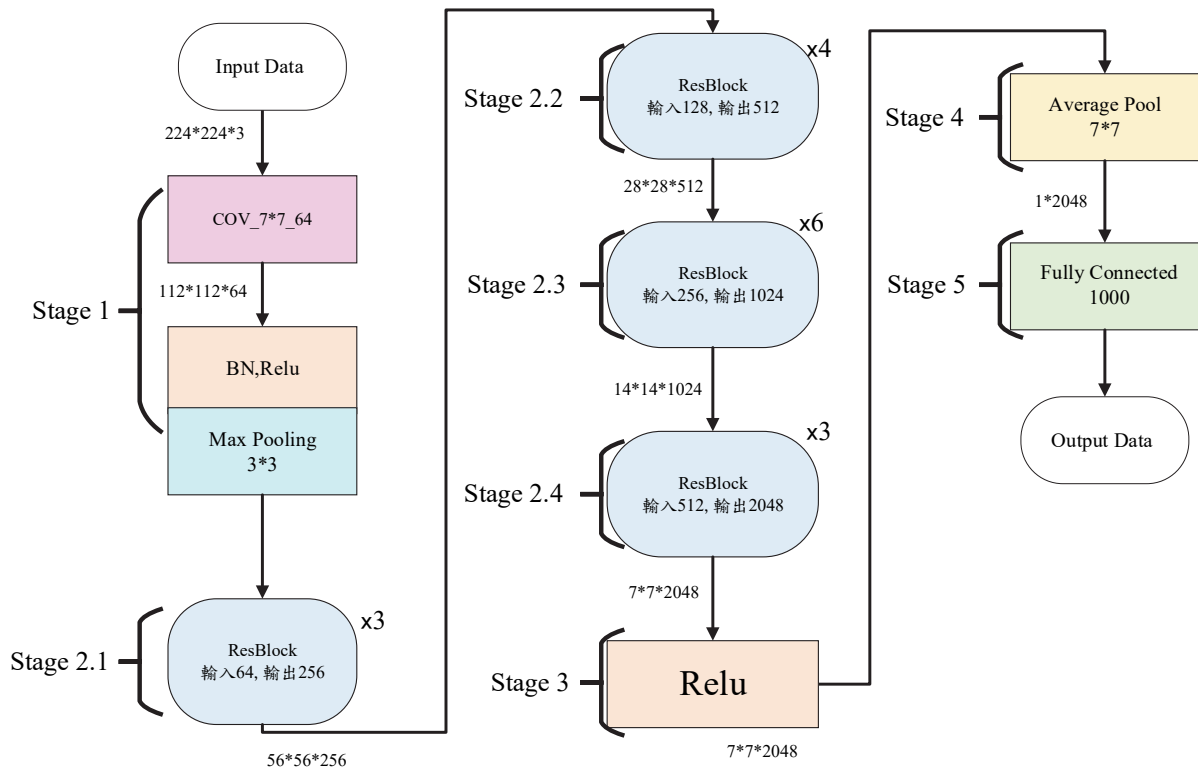 Input Data
224*224*3
Stage 1
COV_7*7_64
112*112*64
BN,Relu
Max Pooling
3*3
Stage 2.1
x3
ResBlock
輸入64, 輸出256
56*56*256
Stage 2.2
x4
ResBlock
輸入128, 輸出512
28*28*512
Stage 2.3
x6
ResBlock
輸入256, 輸出1024
14*14*1024
Stage 2.4
x3
ResBlock
輸入512, 輸出2048
7*7*2048
Stage 3
Relu
7*7*2048
Stage 4
Average Pool
7*7
1*2048
Stage 5
Fully Connected
1000
Output Data